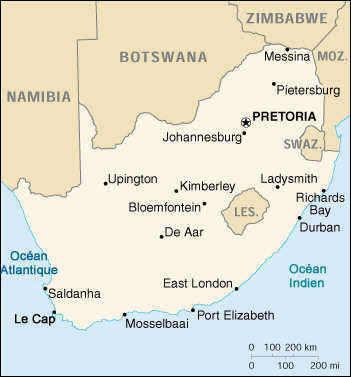 ZIMBABWE
BOTSWANA
Messina
MOZ.
NAMIBIA
Pietersburg
PRETORIA
Johannesburg
SWAZ.
Upington
Kimberley
Ladysmith
Bloemfontein
LES.
Richards
Bay
Durban
De Aar
Océan
Atlantique
Océan
Indien
East London
Saldanha
Le Cap
Mosselbaai
Port Elizabeth
0 100 200 km
0 100 200 mi